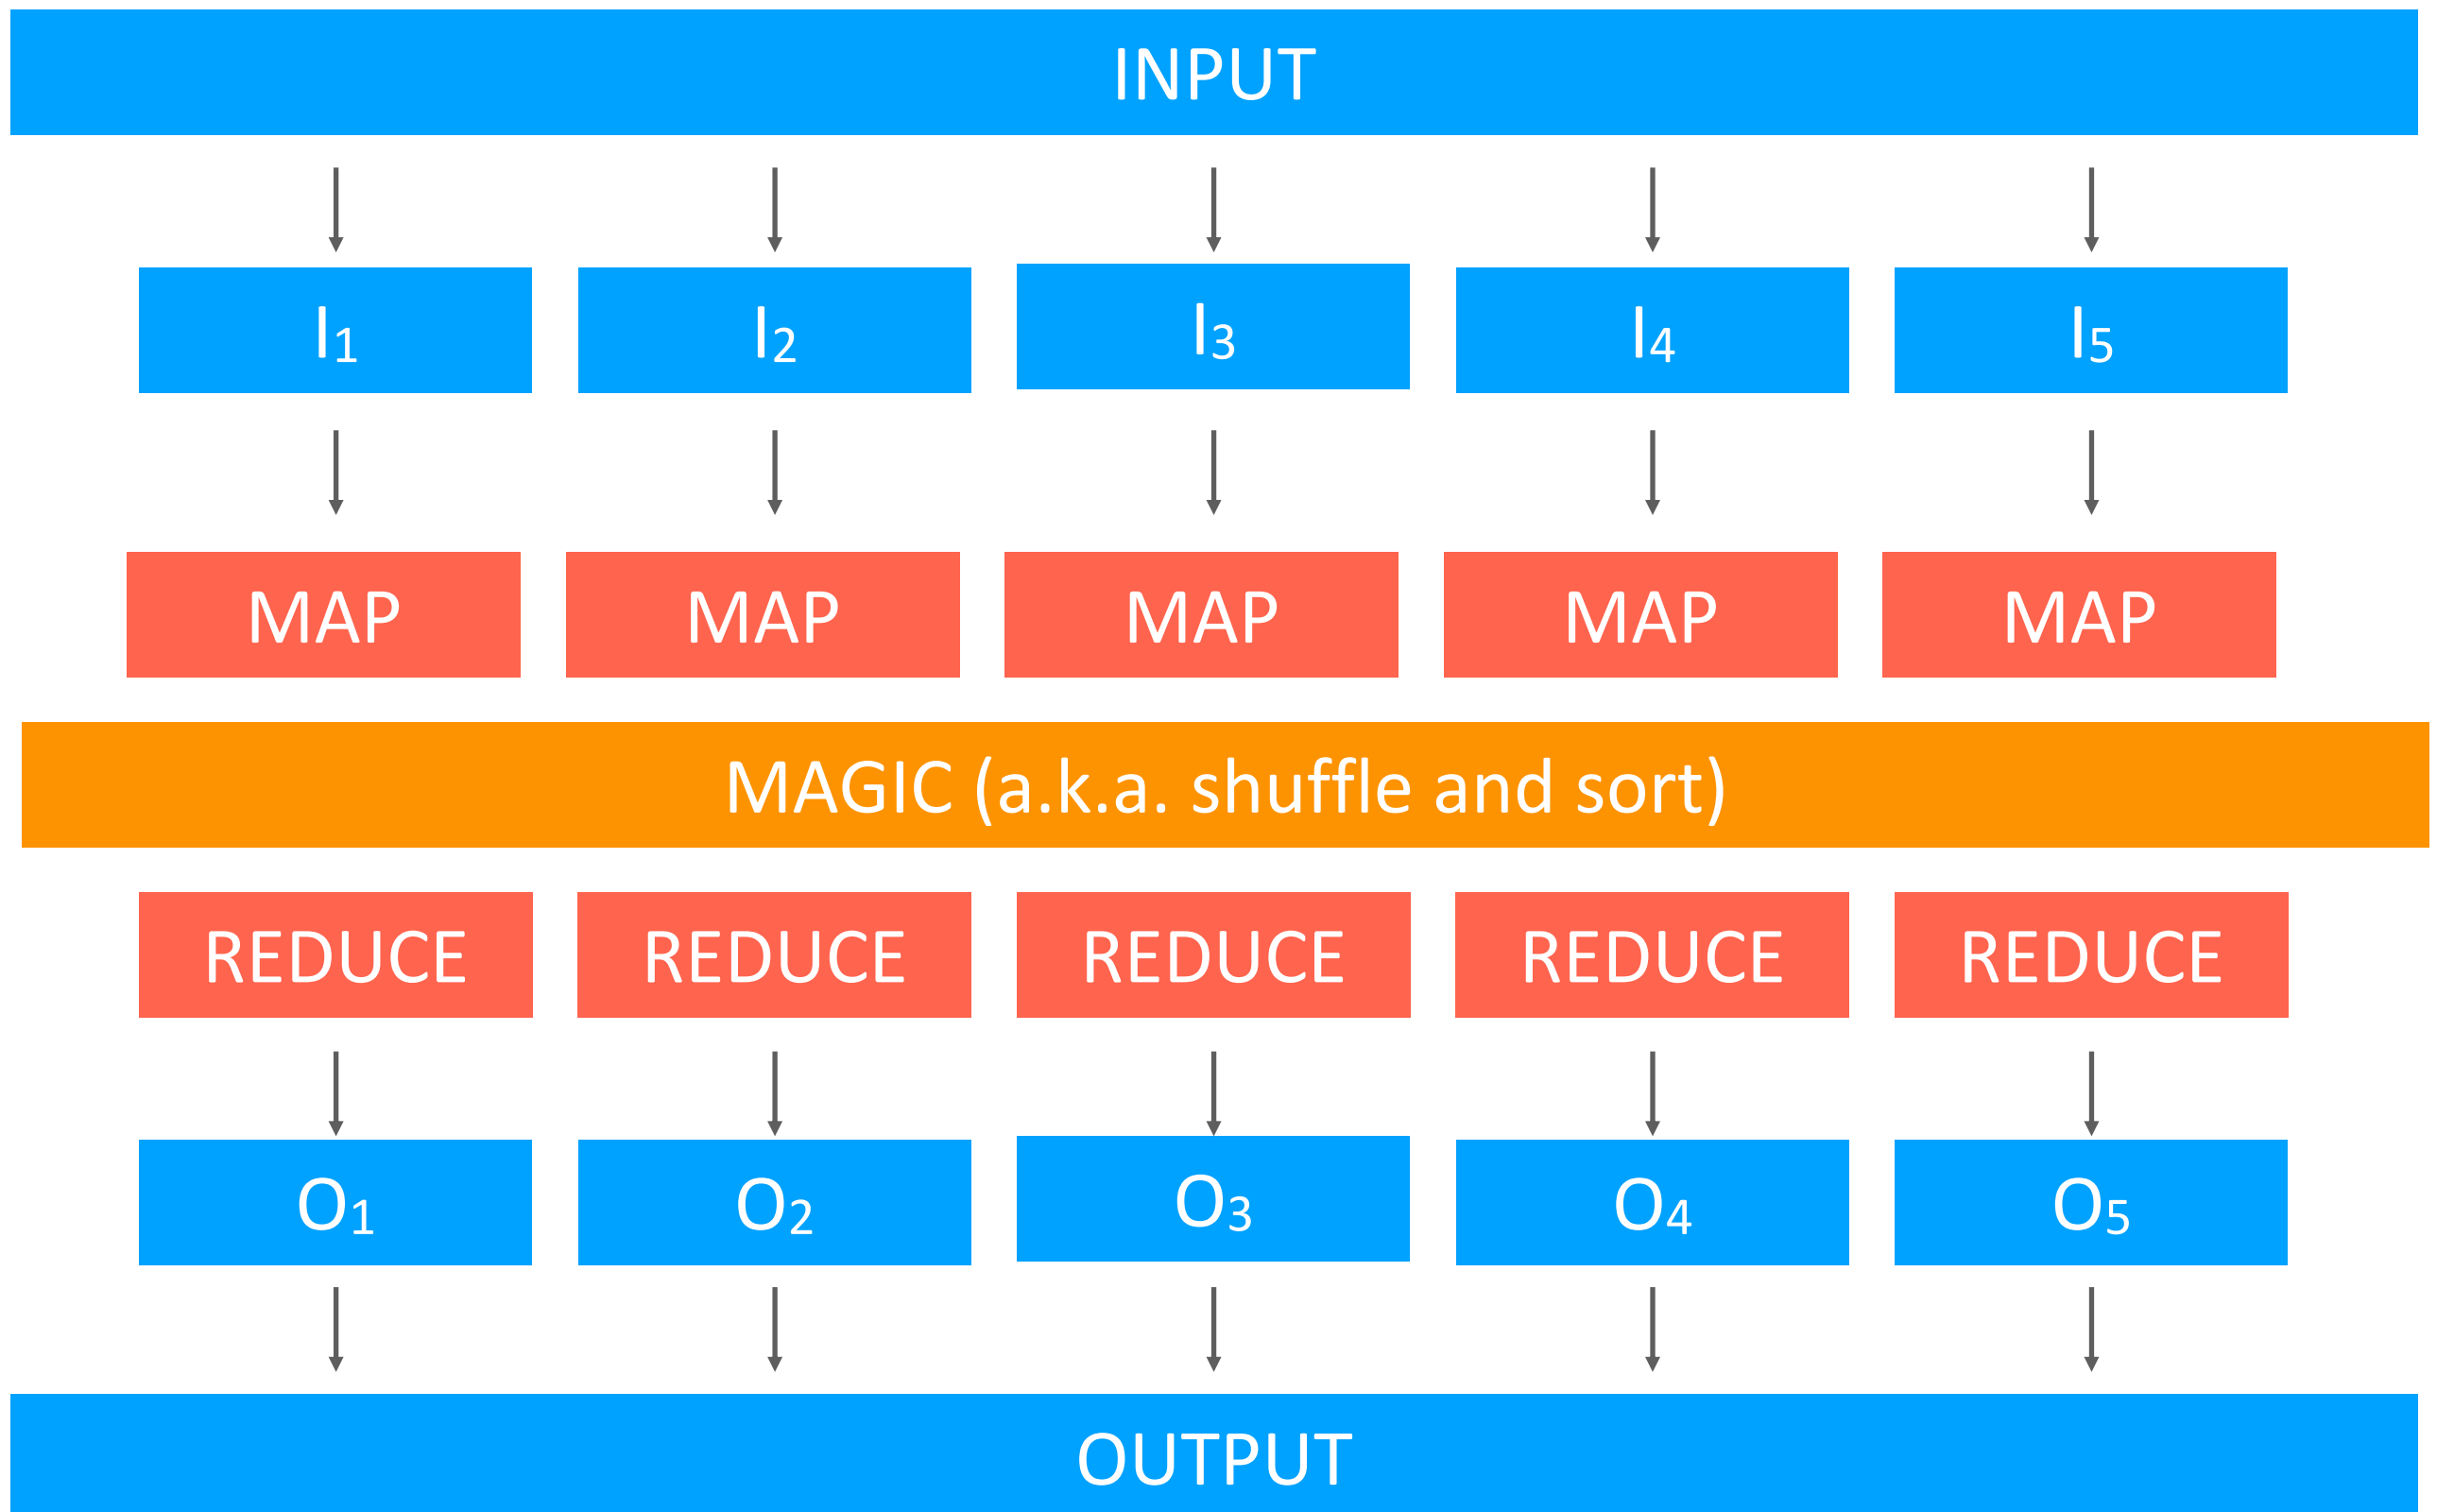 INPUT
I1 I2 I3 I4 I5
MAP MAP MAP MAP MAP
MAGIC (a.k.a. shuffle and sort)
REDUCE REDUCE REDUCE REDUCE REDUCE
O1 O2 O3 O4 O5
OUTPUT